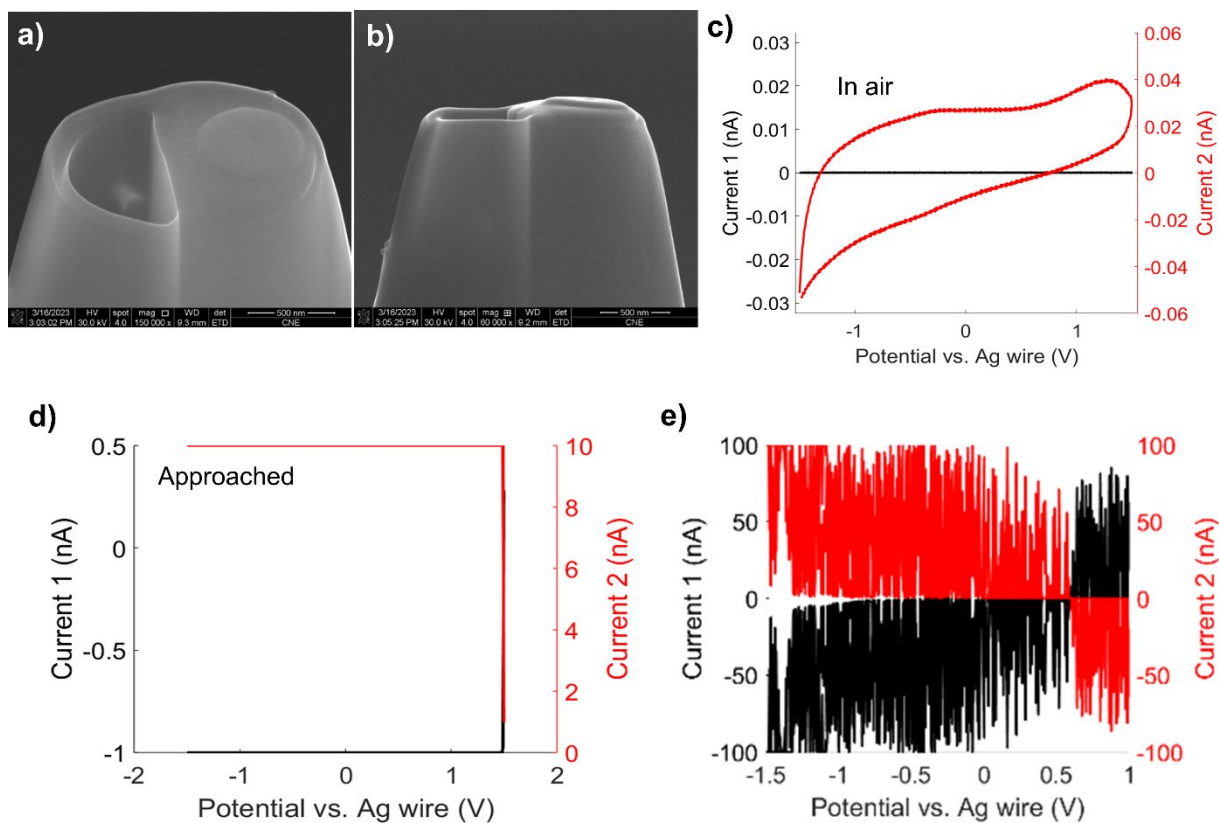 a)
3/16/2023 HV spot mag WD det 500 nm
3:03:02 PM 30.0 kV 4.0 150 000 x 9.3 mm ETD CNE
b)
3/16/2023 HV spot mag WD det 500 nm
3:05:25 PM 30.0 kV 4.0 60 000 x 9.2 mm ETD CNE
c)
In air
0.03
0.02
0.01
0
-0.01
-0.02
-0.03
Current 1 (nA)
0.06
0.04
0.02
0
-0.02
-0.04
-0.06
Current 2 (nA)
-1 0 1
Potential vs. Ag wire (V)
d)
Approached
0.5
0
-0.5
-1
Current 1 (nA)
10
8
6
4
2
0
Current 2 (nA)
-2 -1 0 1 2
Potential vs. Ag wire (V)
e)
100
50
0
-50
-100
Current 1 (nA)
100
50
0
-50
-100
Current 2 (nA)
-1.5 -1 -0.5 0 0.5 1
Potential vs. Ag wire (V)